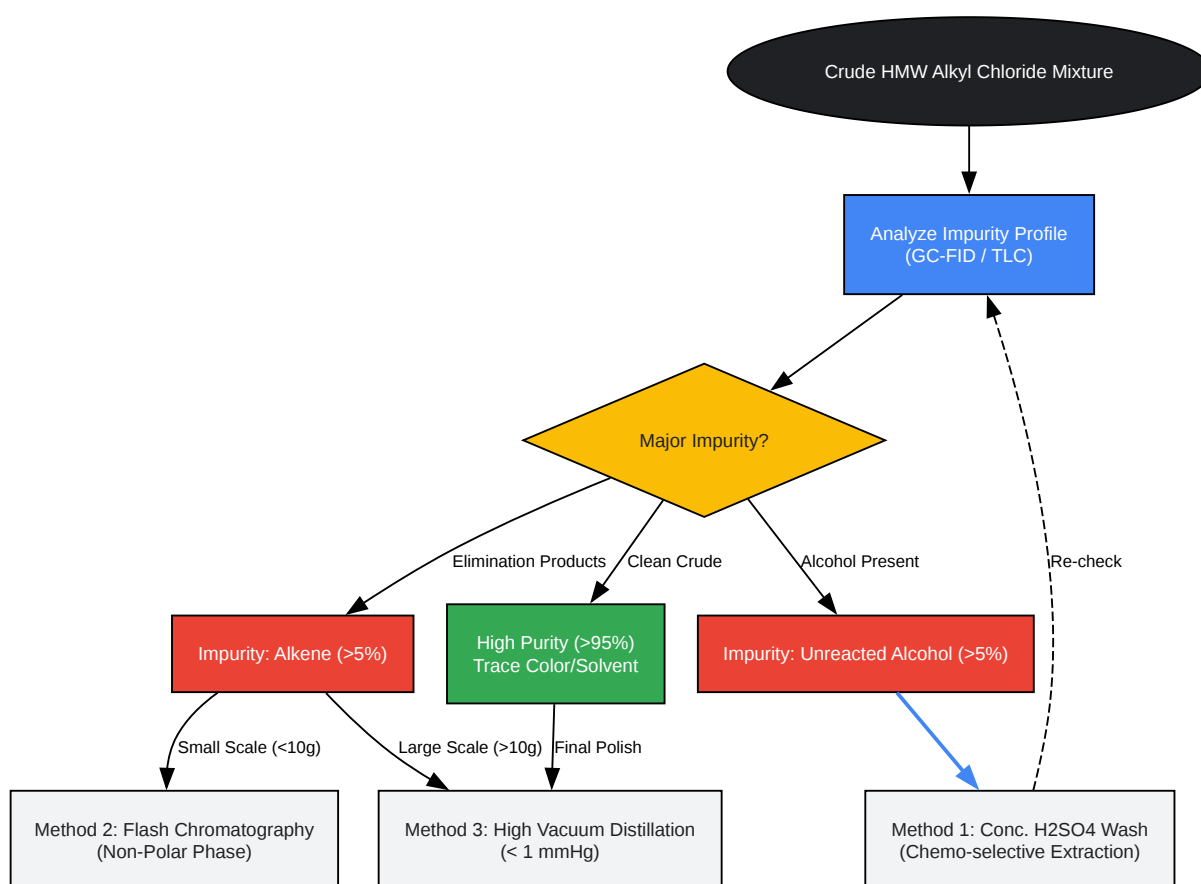 Crude HMW Alkyl Chloride Mixture
Analyze Impurity Profile
(GC-FID / TLC)
Major Impurity?
Elimination Products
Clean Crude
Alcohol Present
Re-check
Impurity: Alkene (>5%)
High Purity (>95%)
Trace Color/Solvent
Impurity: Unreacted Alcohol (>5%)
Small Scale (<10g)
Large Scale (>10g)
Final Polish
Method 2: Flash Chromatography
(Non-Polar Phase)
Method 3: High Vacuum Distillation
(< 1 mmHg)
Method 1: Conc. H2SO4 Wash
(Chemo-selective Extraction)